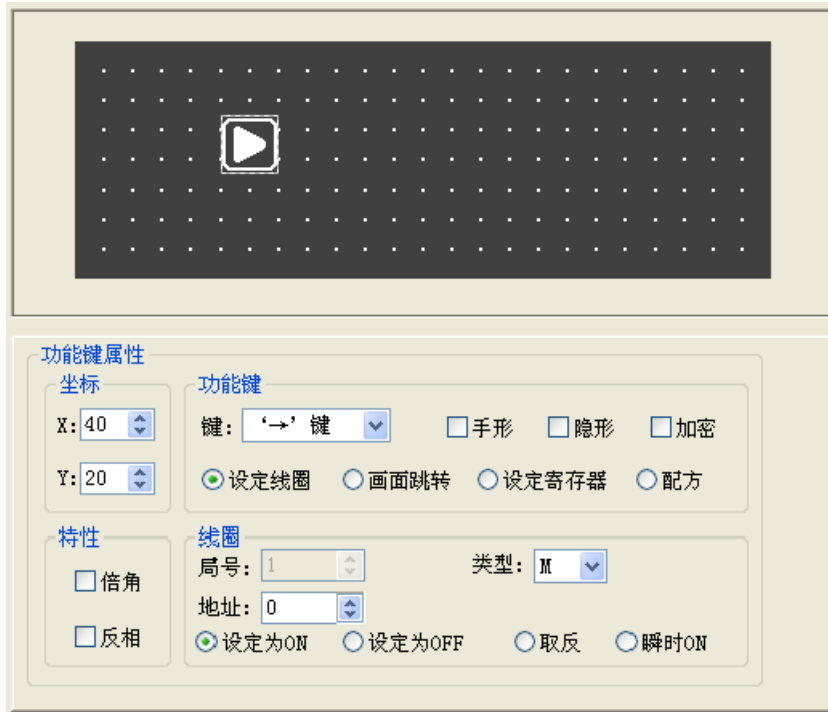 功能键属性
坐标
功能键
X: 40
键: ‘→’键
手形
隐形
加密
Y: 20
设定线圈
画面跳转
设定寄存器
配方
特性
线圈
局号: 1
类型: M
倍角
地址: 0
反相
设定为ON
设定为OFF
取反
瞬时ON